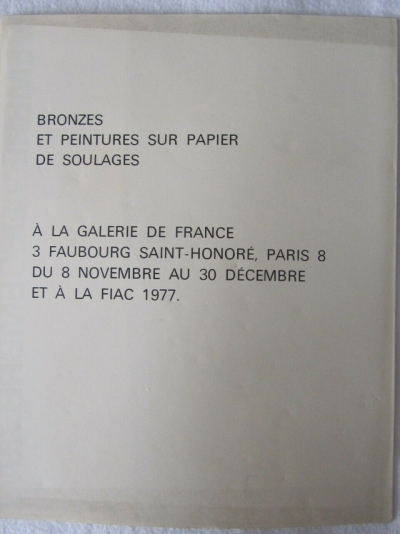 BRONZES
ET PEINTURES SUR PAPIER
DE SOULAGES
À LA GALERIE DE FRANCE
3 FAUBOURG SAINT-HONORÉ, PARIS 8
DU 8 NOVEMBRE AU 30 DÉCEMBRE
ET À LA FIAC 1977.